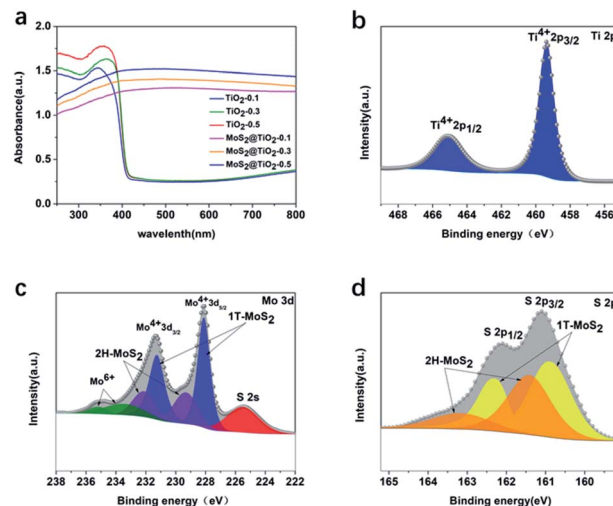 a
2.0
1.5
1.0
0.5
0.0
Absorbance(a.u.)
TiO₂-0.1
TiO₂-0.3
TiO₂-0.5
MoS₂@TiO₂-0.1
MoS₂@TiO₂-0.3
MoS₂@TiO₂-0.5
300 400 500 600 700 800
wavelenth(nm)
b
Ti 2p
Ti⁴⁺2p₃/₂
Ti⁴⁺2p₁/₂
Intensity(a.u.)
468 466 464 462 460 458 456
Binding energy（eV）
c
Mo 3d
Mo⁴⁺3d₅/₂
Mo⁴⁺3d₃/₂
1T-MoS₂
2H-MoS₂
Mo⁶⁺
S 2s
Intensity(a.u.)
238 236 234 232 230 228 226 224 222
Binding energy（eV）
d
S 2p
S 2p₃/₂
S 2p₁/₂
1T-MoS₂
2H-MoS₂
Intensity(a.u.)
165 164 163 162 161 160
Binding energy(eV)